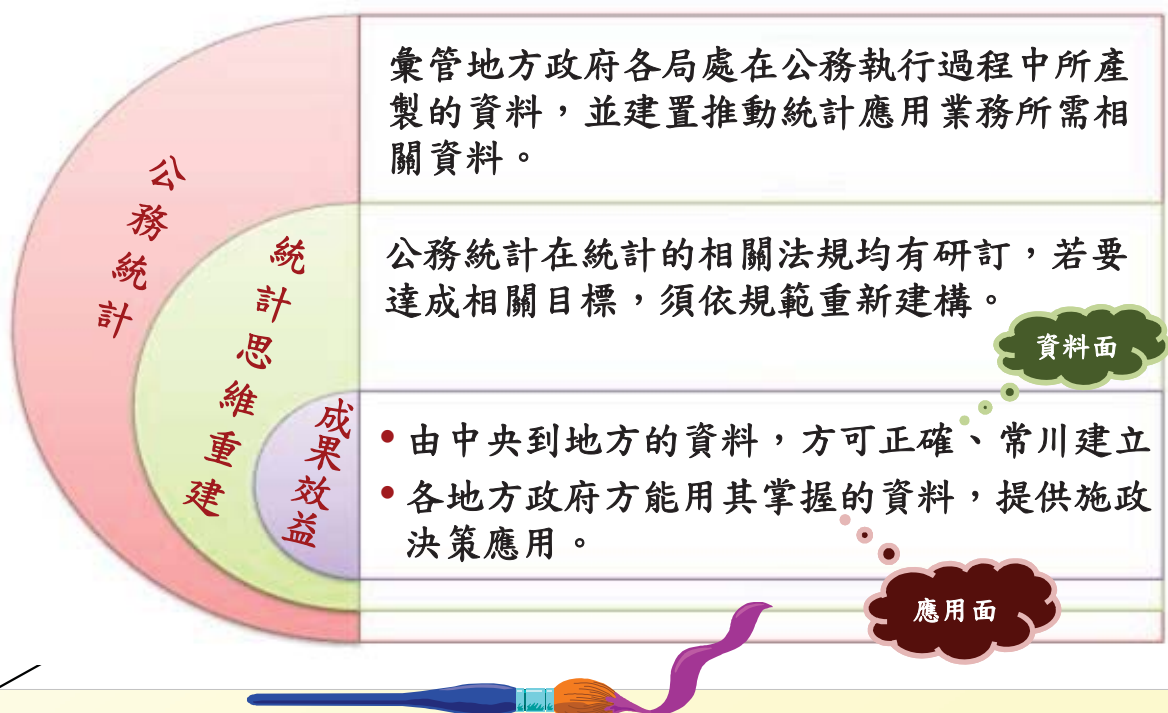 公務統計
彙管地方政府各局處在公務執行過程中所產
製的資料，並建置推動統計應用業務所需相
關資料。
統計思維重建
公務統計在統計的相關法規均有研訂，若要
達成相關目標，須依規範重新建構。
資料面
成果效益
•由中央到地方的資料，方可正確、常川建立
•各地方政府方能用其掌握的資料，提供施政
決策應用。
應用面